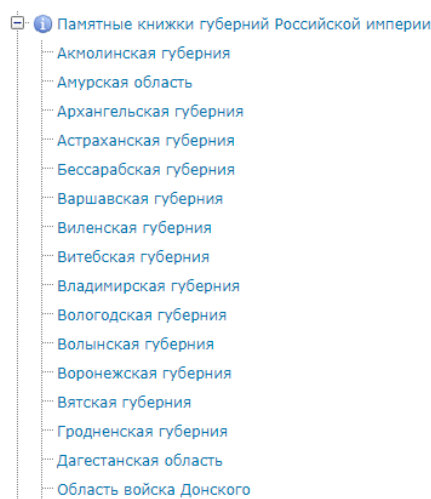 Памятные книжки губерний Российской империи
Акмолинская губерния
Амурская область
Архангельская губерния
Астраханская губерния
Бессарабская губерния
Варшавская губерния
Виленская губерния
Витебская губерния
Владимирская губерния
Вологодская губерния
Волынская губерния
Воронежская губерния
Вятская губерния
Гродненская губерния
Дагестанская область
Область войска Донского